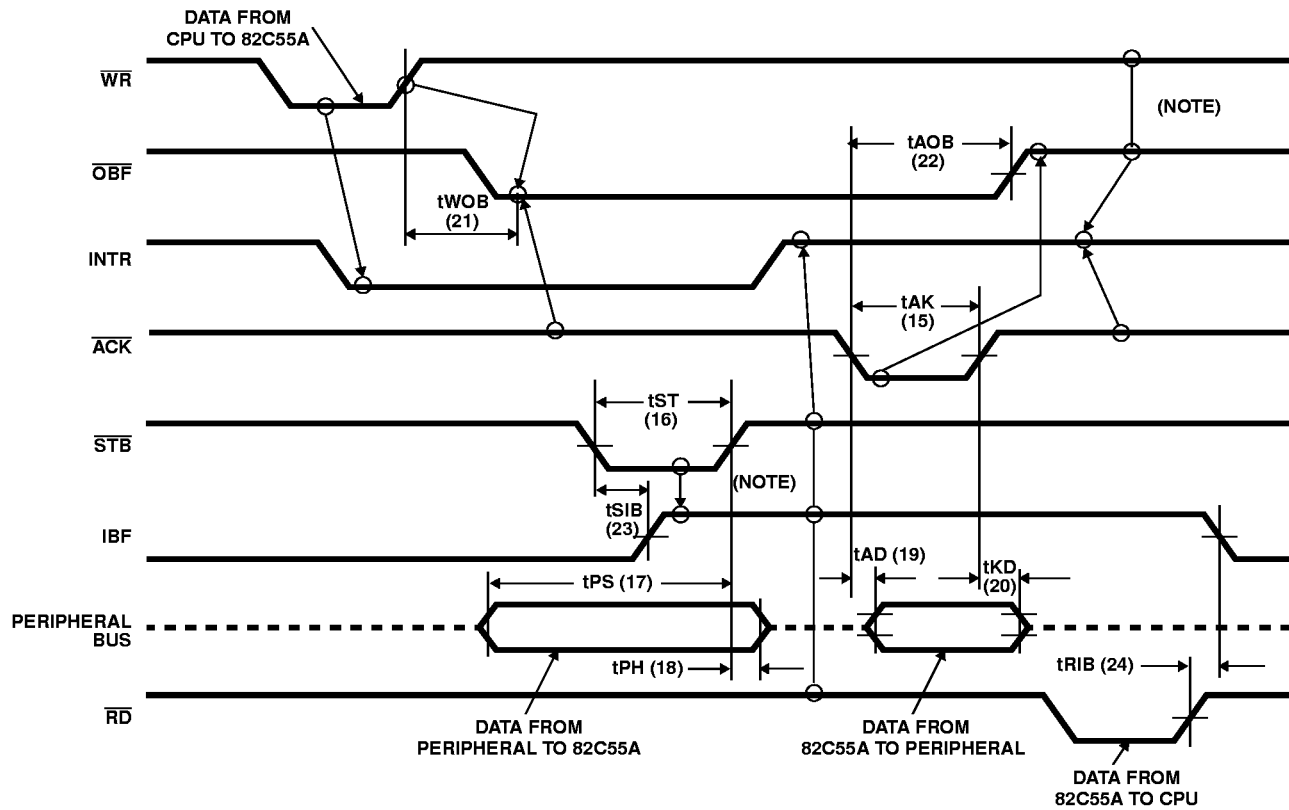 DATA FROM
CPU TO 82C55A
WR
(NOTE)
OBF
tAOB
(22)
tWOB
(21)
INTR
tAK
(15)
ACK
tST
(16)
STB
(NOTE)
tSIB
(23)
IBF
tAD (19)
tKD
(20)
tPS (17)
PERIPHERAL
BUS
tPH (18)
tRIB (24)
RD
DATA FROM
PERIPHERAL TO 82C55A
DATA FROM
82C55A TO PERIPHERAL
DATA FROM
82C55A TO CPU